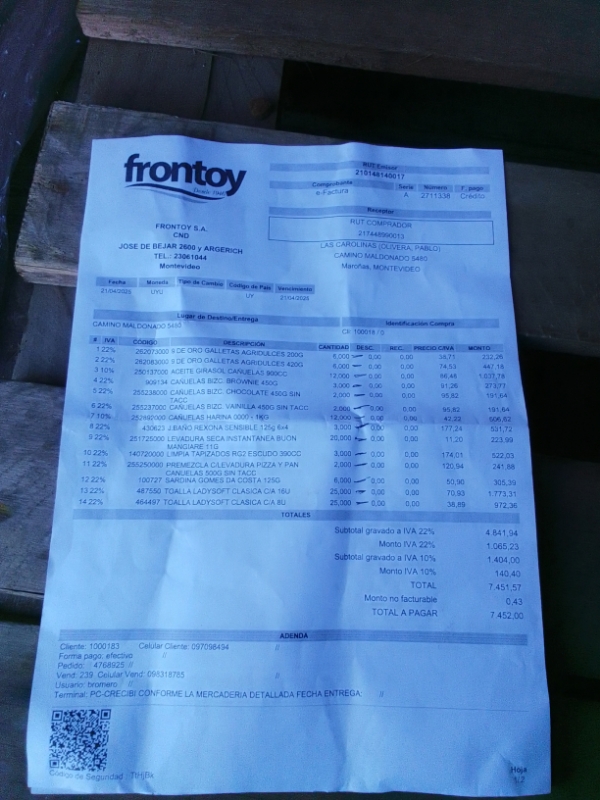 frontoy
Desde 1940
RUT Emisor
210148140017
Comprobante Serie Número F. pago
e-Factura A 2711338 Crédito
Receptor
RUT COMPRADOR
FRONTOY S.A.
CND
JOSE DE BEJAR 2600 y ARGERICH
TEL.: 23061044
Montevideo
LAS CAROLINAS (OLIVERA, PABLO)
CAMINO MALDONADO 5485
Maroñas, MONTEVIDEO
Fecha Moneda Tipo de Cambio Código de País Vencimiento
21/04/2025 UYU UY 21/04/2025
Lugar de Destino/Entrega Identificación Compra
CAMINO MALDONADO 5485
# IVA CÓDIGO DESCRIPCIÓN CANTIDAD DESC. REC. PRECIO C/IVA MONTO
1 22% 262073000 9 DE ORO GALLETAS AGRIDULCES 200G 6,000 0,00 0,00 38,71 232,26
2 22% 262083000 9 DE ORO GALLETAS AGRIDULCES 420G 6,000 0,00 0,00 74,53 447,18
3 10% 250137000 ACEITE GIRASOL CAÑUELAS 900CC 12,000 0,00 0,00
4 22% 909134 CAÑUELAS BIZC. BROWNIE 450G 3,000 0,00 0,00 91,26 273,77
5 22% 255238000 CAÑUELAS BIZC. CHOCOLATE 450G SIN TACC 2,000 0,00 0,00 95,82 191,64
6 22% 255237000 CAÑUELAS BIZC. VAINILLA 450G SIN TACC 2,000 0,00 0,00 95,82 191,64
7 10% CAÑUELAS HARINA 0000 - 1KG 12,000 0,00 0,00 42,22 506,62
8 22% 430623 J.BAÑO REXONA SENSIBLE 125g 6x4 3,000 0,00 0,00 177,24 531,72
9 22% 251725000 LEVADURA SECA INSTANTANEA BUON MANGIARE 11G 20,000 0,00 0,00 11,20 223,99
10 22% 140720000 LIMPIA TAPIZADOS RG2 ESCUDO 390CC 3,000 0,00 0,00 174,01 522,03
11 22% 255250000 PREMEZCLA C/LEVADURA PIZZA Y PAN CAÑUELAS 500G SIN TACC 2,000 0,00 0,00 120,94 241,88
12 22% 100727 SARDINA GOMES DA COSTA 125G 6,000 0,00 0,00 50,90 305,39
13 22% 487550 TOALLA LADYSOFT CLASICA C/A 16U 25,000 0,00 0,00 70,93 1.773,31
14 22% 464497 TOALLA LADYSOFT CLASICA C/A 8U 25,000 0,00 0,00 38,89 972,36
TOTALES
Subtotal gravado a IVA 22% 4.841,94
Monto IVA 22% 1.065,23
Subtotal gravado a IVA 10% 1.404,00
Monto IVA 10% 140,40
TOTAL 7.451,57
Monto no facturable 0,43
TOTAL A PAGAR 7.452,00
ADENDA
Cliente: 1000183 Celular Cliente: 097098494 //
Forma pago: efectivo //
Pedido: 4768925 //
Vend: 239. Celular Vend: 098318785 //
Usuario: bromero //
Terminal: PC-CRECIBI CONFORME LA MERCADERIA DETALLADA FECHA ENTREGA: //
Código de Seguridad :
Hoja
1/2